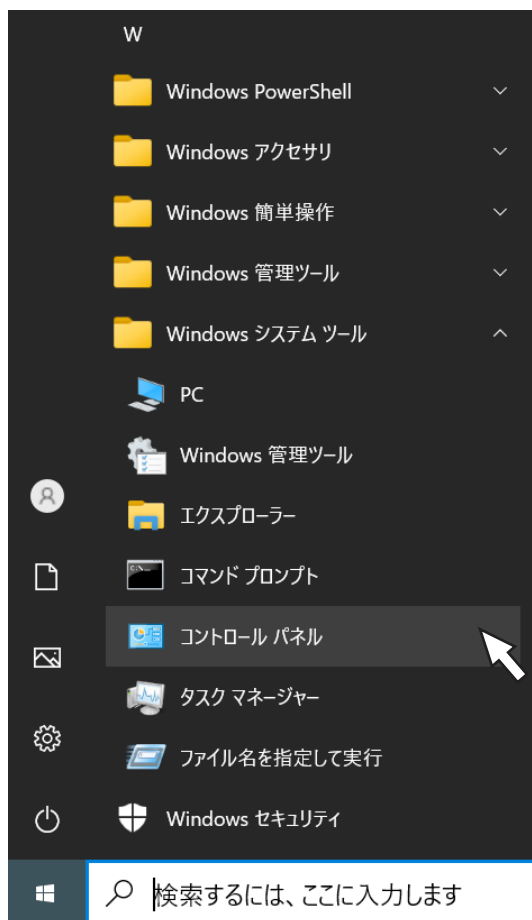 W
Windows PowerShell
Windows アクセサリ
Windows 簡単操作
Windows 管理ツール
Windows システム ツール
PC
Windows 管理ツール
エクスプローラー
コマンド プロンプト
コントロール パネル
タスク マネージャー
ファイル名を指定して実行
Windows セキュリティ
検索するには、ここに入力します